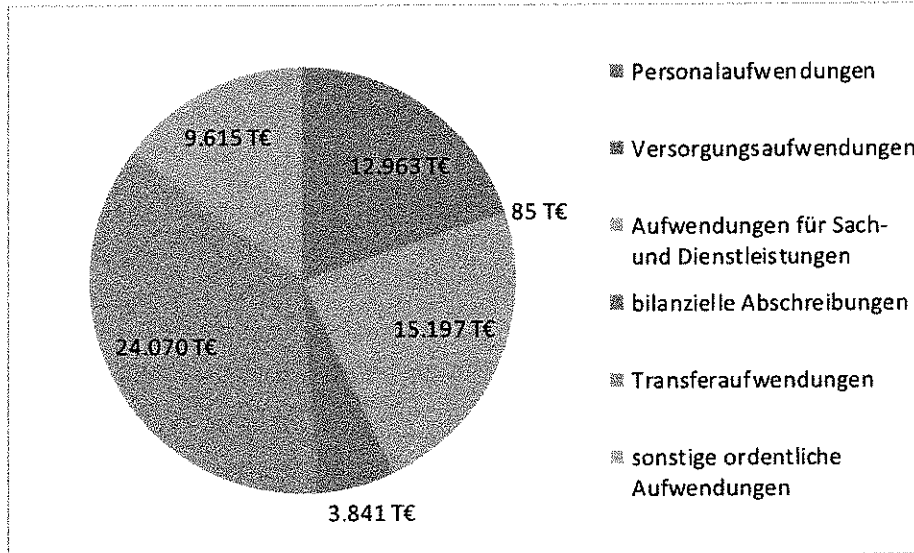 9.615 T€
12.963 T€
85 T€
15.197 T€
24.070 T€
3.841 T€
Personalaufwendungen
Versorgungsaufwendungen
Aufwendungen für Sach-
und Dienstleistungen
bilanzielle Abschreibungen
Transferaufwendungen
sonstige ordentliche
Aufwendungen